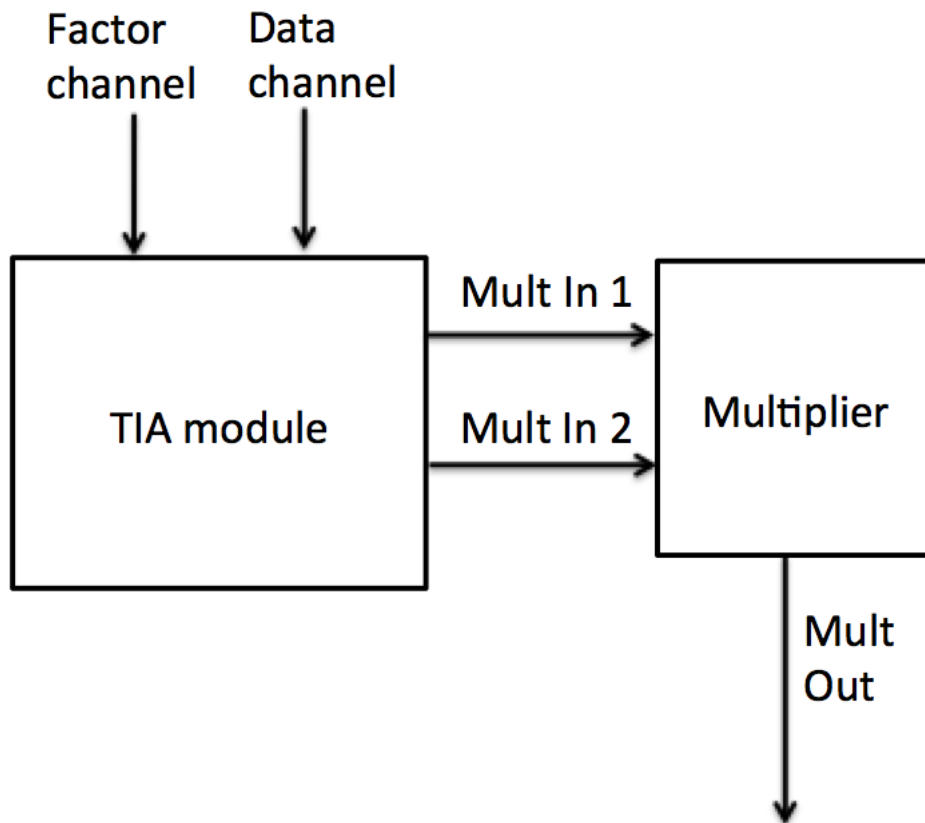 Factor
channel
Data
channel
Mult In 1
TIA module
Mult In 2
Multiplier
Mult
Out